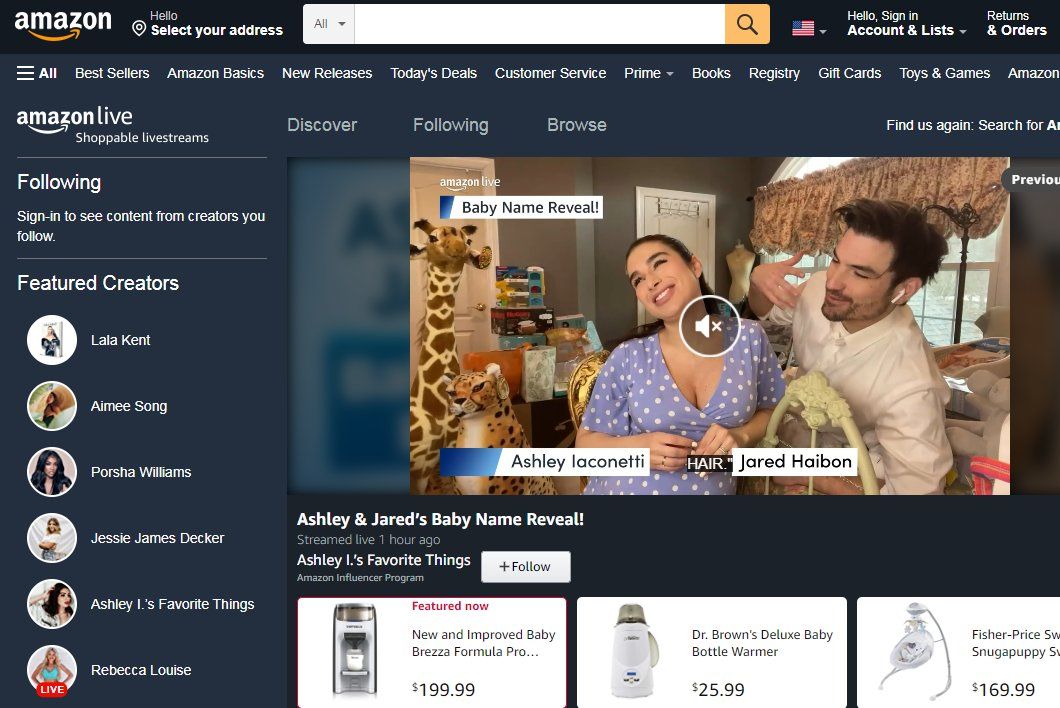 amazon
Hello
Select your address
All
Hello, Sign in
Account & Lists
Returns
& Orders
All
Best Sellers
Amazon Basics
New Releases
Today's Deals
Customer Service
Prime
Books
Registry
Gift Cards
Toys & Games
Amazon
amazon live
Shoppable livestreams
Discover
Following
Browse
Find us again: Search for
Following
Sign-in to see content from creators you
follow.
Featured Creators
Lala Kent
Aimee Song
Porsha Williams
Jessie James Decker
Ashley I.'s Favorite Things
Rebecca Louise
LIVE
amazon live
Baby Name Reveal!
Previou
Ashley Iaconetti
HAIR."
Jared Haibon
Ashley & Jared's Baby Name Reveal!
Streamed live 1 hour ago
Ashley I.'s Favorite Things
Amazon Influencer Program
+Follow
Featured now
New and Improved Baby
Brezza Formula Pro…
$199.99
Dr. Brown's Deluxe Baby
Bottle Warmer
$25.99
Fisher-Price Sw
Snugapuppy Sw
$169.99